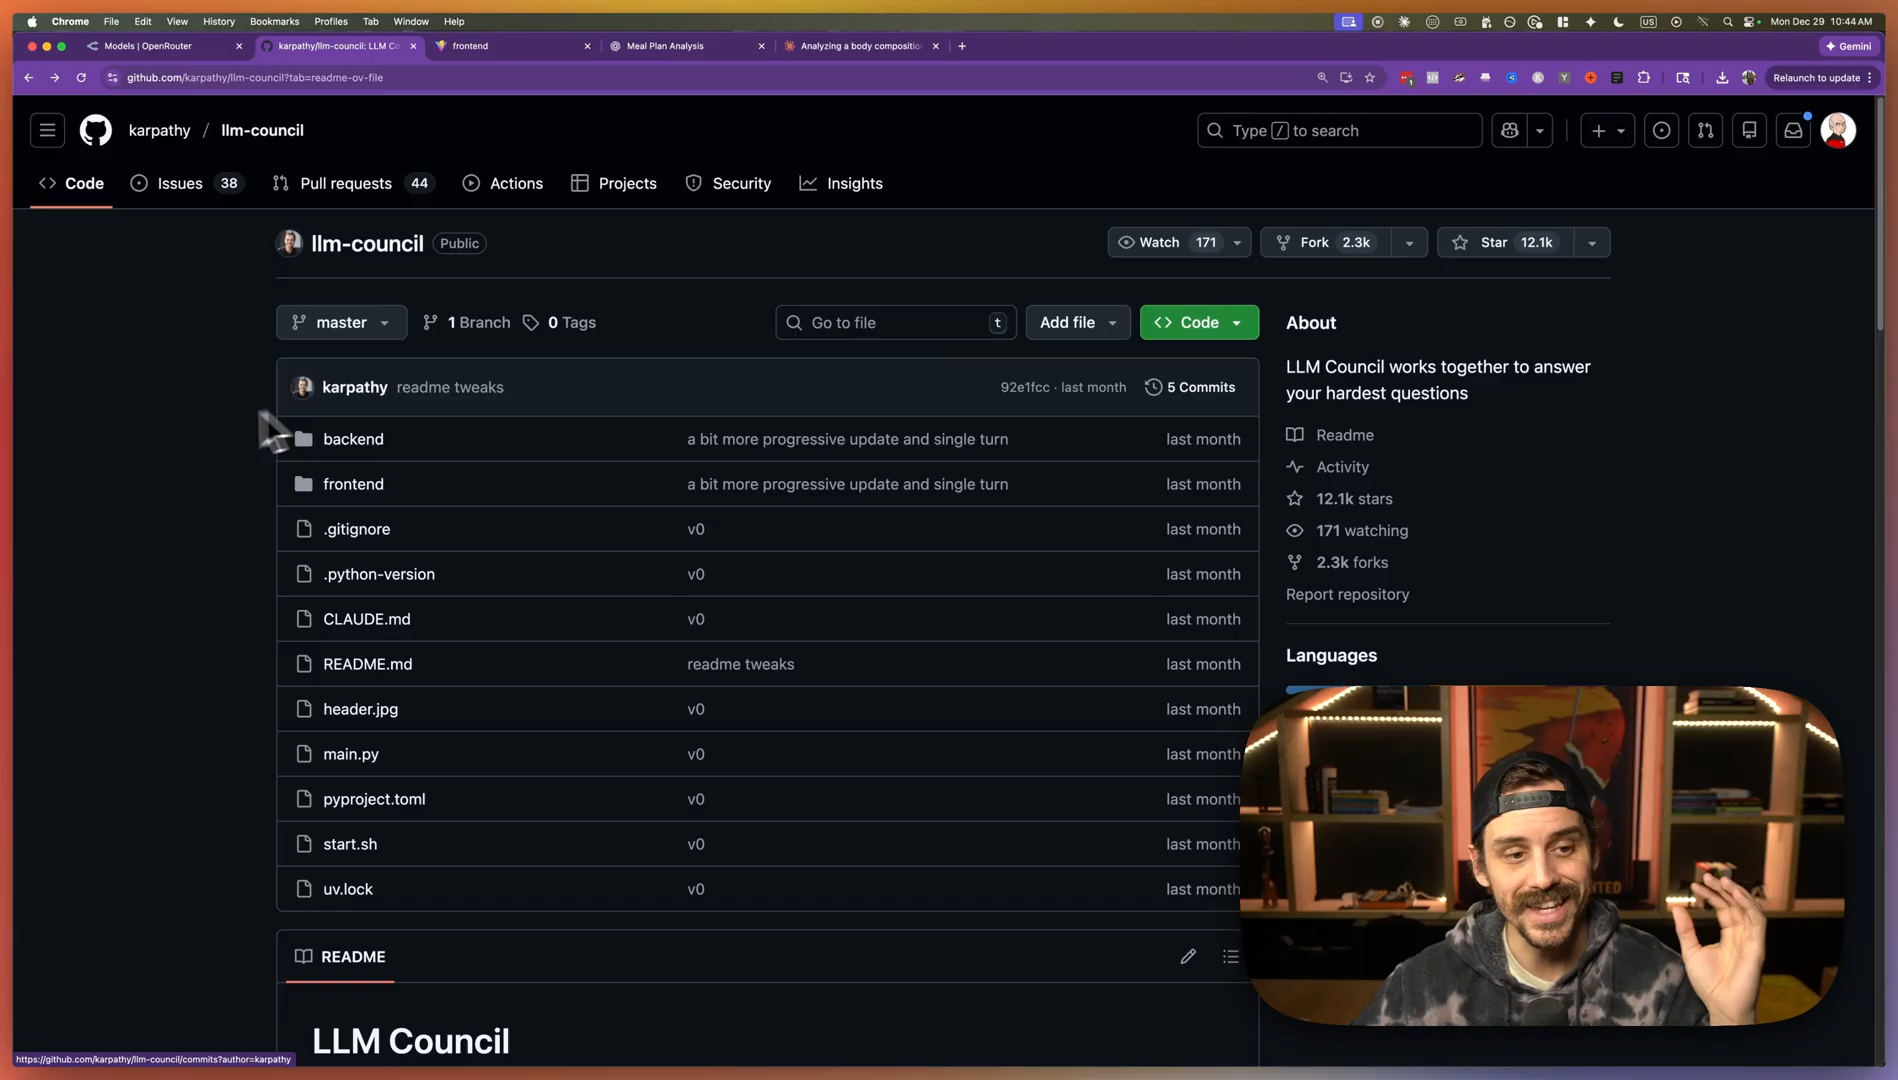 Chrome File Edit View History Bookmarks Profiles Tab Window Help
US Mon Dec 29 10:44 AM
Models | OpenRouter karpathy/llm-council: LLM Co frontend Meal Plan Analysis Analyzing a body compositio Gemini
github.com/karpathy/llm-council?tab=readme-ov-file Relaunch to update
karpathy / llm-council
Type / to search
Code Issues 38 Pull requests 44 Actions Projects Security Insights
llm-council Public
Watch 171 Fork 2.3k Star 12.1k
master 1 Branch 0 Tags Go to file t Add file Code
karpathy readme tweaks 92e1fcc · last month 5 Commits
backend a bit more progressive update and single turn last month
frontend a bit more progressive update and single turn last month
.gitignore v0 last month
.python-version v0 last month
CLAUDE.md v0 last month
README.md readme tweaks last month
header.jpg v0 last month
main.py v0 last month
pyproject.toml v0 last month
start.sh v0 last month
uv.lock v0 last month
README
LLM Council
About
LLM Council works together to answer
your hardest questions
Readme
Activity
12.1k stars
171 watching
2.3k forks
Report repository
Languages
https://github.com/karpathy/llm-council/commits?author=karpathy